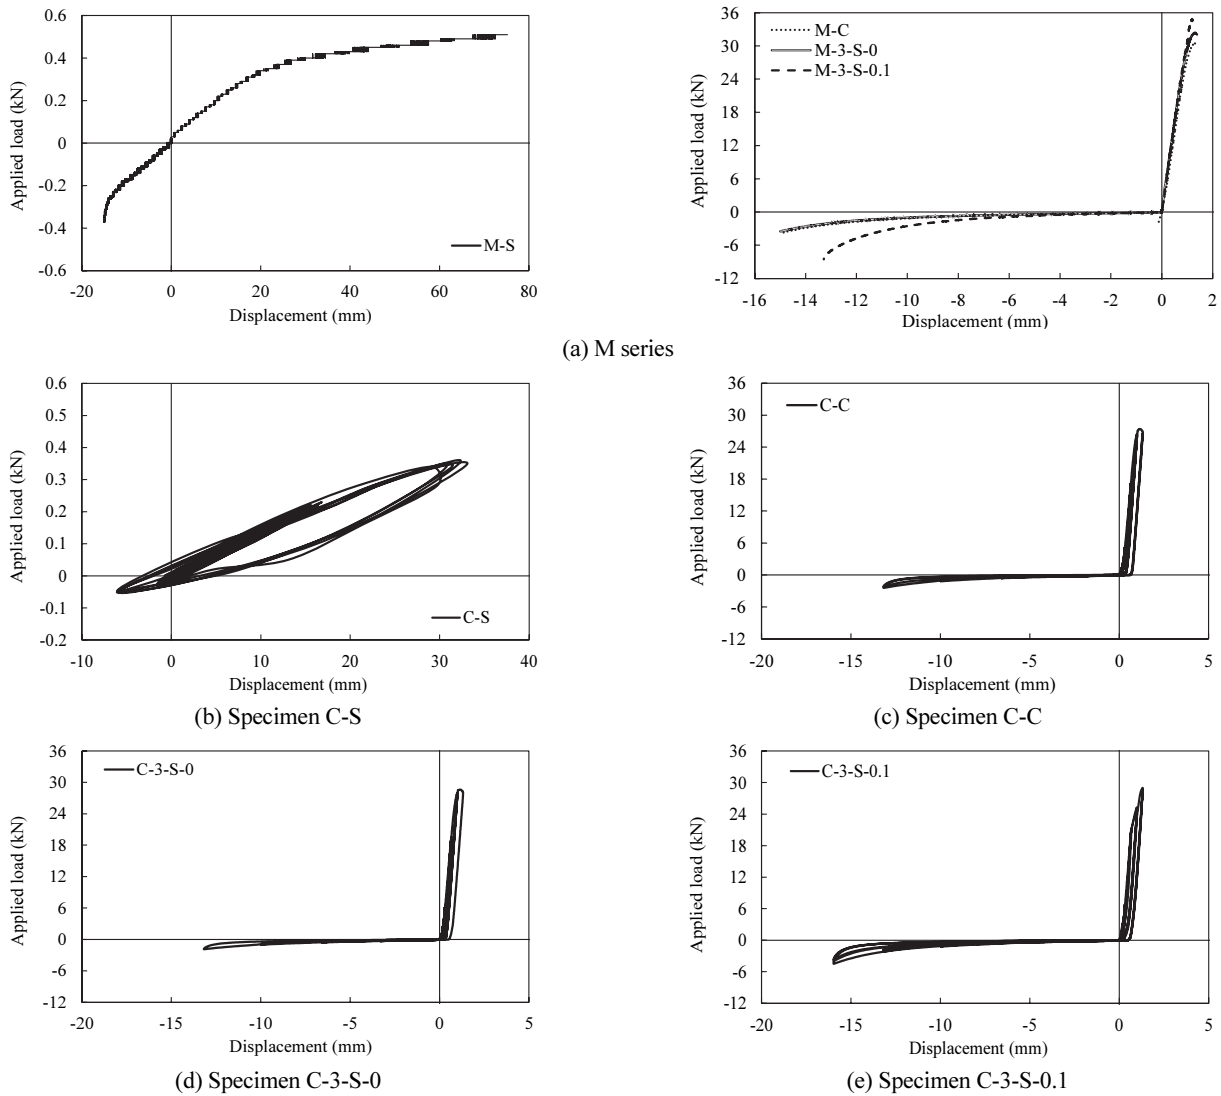 Applied load (kN)
0.6
0.4
0.2
0
-0.2
-0.4
-0.6
M-S
-20 0 20 40 60 80
Displacement (mm)
Applied load (kN)
36
30
24
18
12
6
0
-6
-12
M-C
M-3-S-0
M-3-S-0.1
-16 -14 -12 -10 -8 -6 -4 -2 0 2
Displacement (mm)
(a) M series
Applied load (kN)
0.6
0.5
0.4
0.3
0.2
0.1
0
-0.1
-0.2
C-S
-10 0 10 20 30 40
Displacement (mm)
(b) Specimen C-S
Applied load (kN)
36
30
24
18
12
6
0
-6
-12
C-C
-20 -15 -10 -5 0 5
Displacement (mm)
(c) Specimen C-C
Applied load (kN)
36
30
24
18
12
6
0
-6
-12
C-3-S-0
-20 -15 -10 -5 0 5
Displacement (mm)
(d) Specimen C-3-S-0
Applied load (kN)
36
30
24
18
12
6
0
-6
-12
C-3-S-0.1
-20 -15 -10 -5 0 5
Displacement (mm)
(e) Specimen C-3-S-0.1